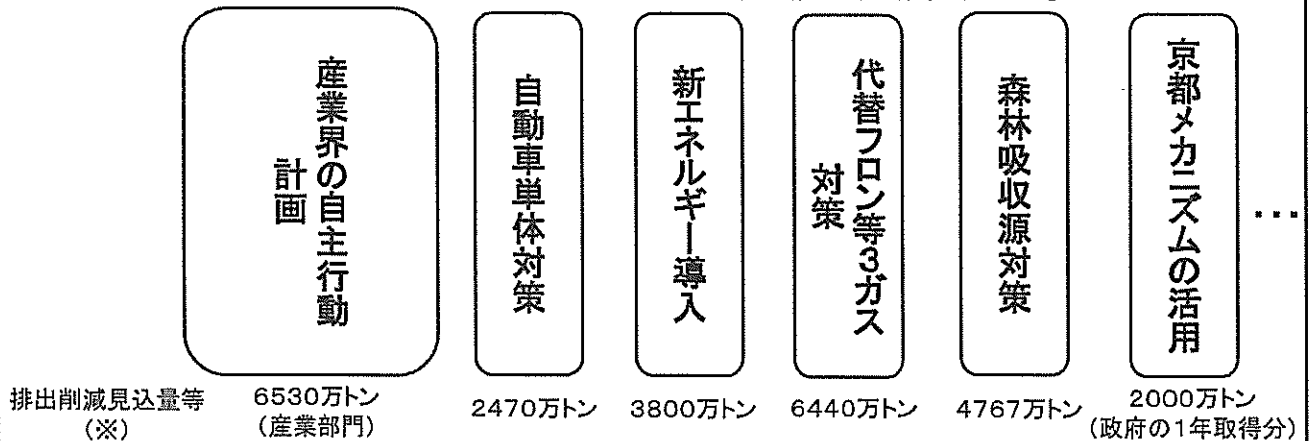 産業界の自主行動
計画
自動車単体対策
新エネルギー導入
代替フロン等3ガス
対策
森林吸収源対策
京都メカニズムの活用
…
排出削減見込量等
(※)
6530万トン
(産業部門)
2470万トン
3800万トン
6440万トン
4767万トン
2000万トン
(政府の1年取得分)